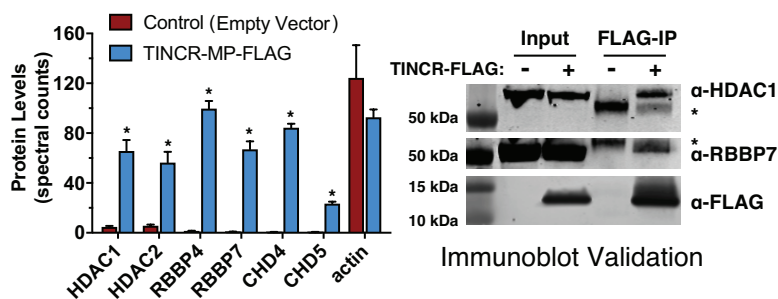 Control (Empty Vector)
TINCR-MP-FLAG
Protein Levels
(spectral counts)
160
120
80
40
0
* * * * * *
HDAC1
HDAC2
RBBP4
RBBP7
CHD4
CHD5
actin
Input FLAG-IP
TINCR-FLAG: - + - +
α-HDAC1
*
50 kDa
*
50 kDa α-RBBP7
15 kDa
α-FLAG
10 kDa
Immunoblot Validation